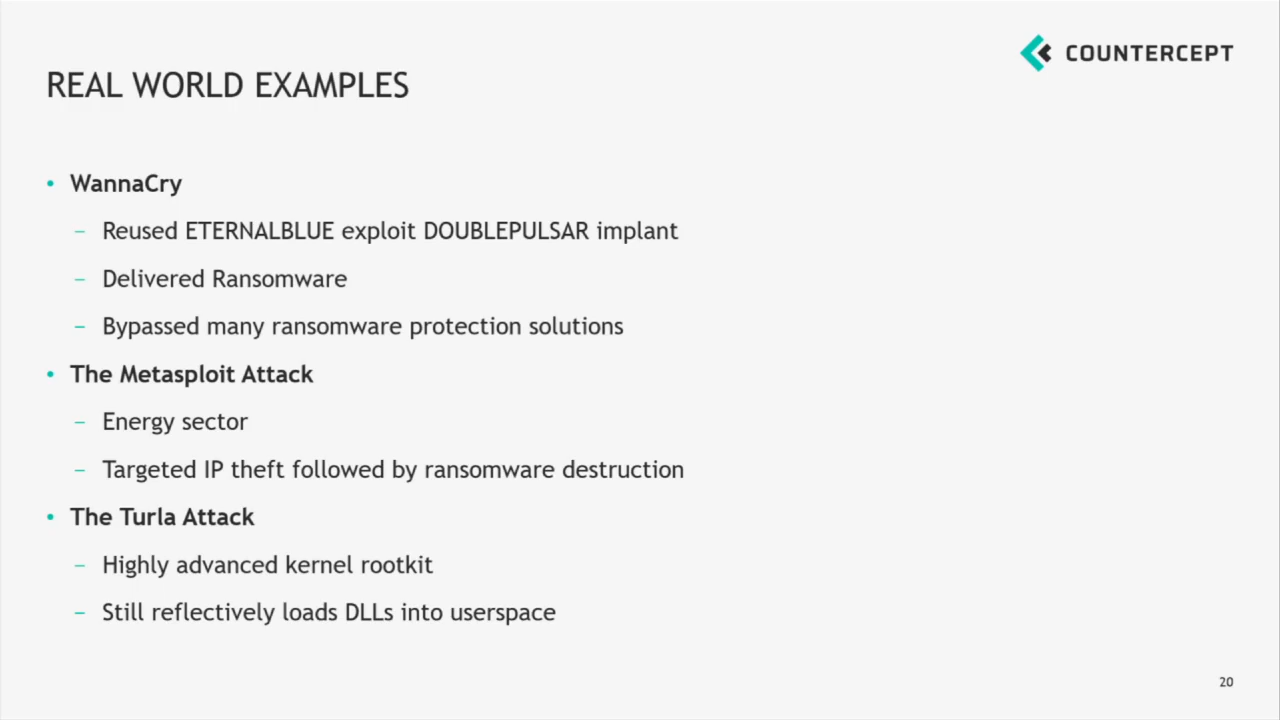 COUNTERCEPT
REAL WORLD EXAMPLES
• WannaCry
– Reused ETERNALBLUE exploit DOUBLEPULSAR implant
– Delivered Ransomware
– Bypassed many ransomware protection solutions
• The Metasploit Attack
– Energy sector
– Targeted IP theft followed by ransomware destruction
• The Turla Attack
– Highly advanced kernel rootkit
– Still reflectively loads DLLs into userspace
20